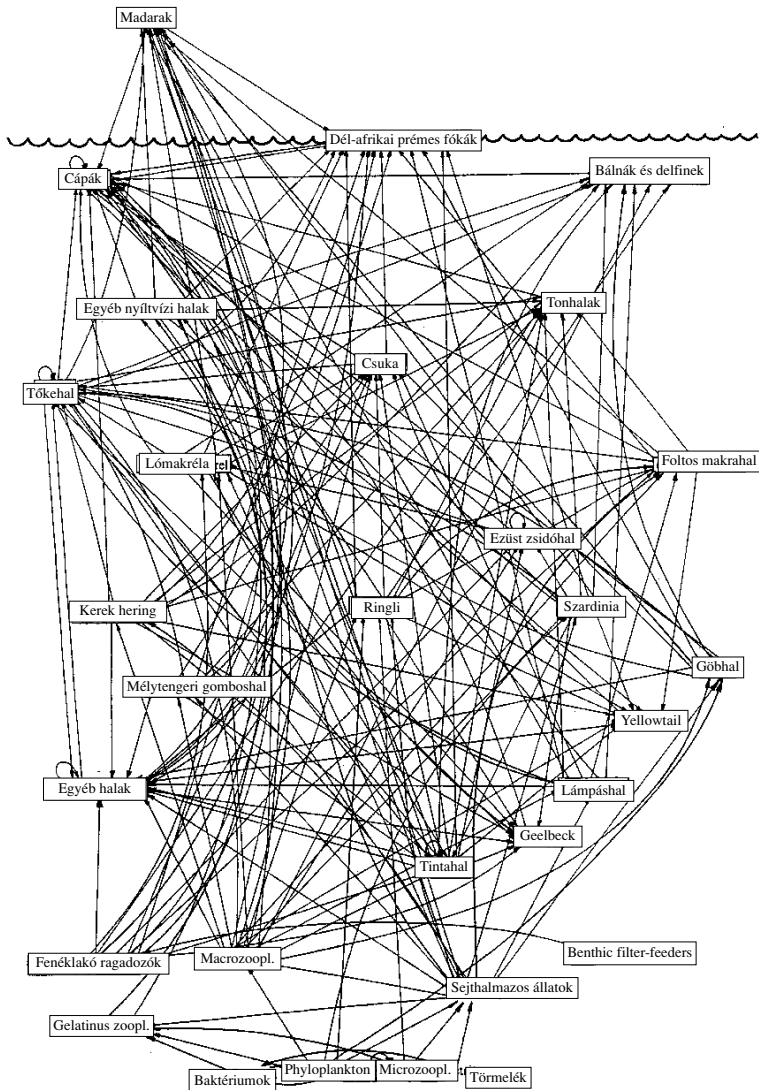 Madarak
Dél-afrikai prémes fókák
Cápák
Bálnák és delfinek
Egyéb nyíltvízi halak
Tonhalak
Csuka
Tőkehal
Lómakréla
Foltos makrahal
Ezüst zsidóhal
Kerek hering
Ringli
Szardinia
Göbhal
Mélytengeri gomboshal
Yellowtail
Egyéb halak
Lámpáshal
Geelbeck
Tintahal
Benthic filter-feeders
Fenéklakó ragadozók
Macrozoopl.
Sejthalmazos állatok
Gelatinus zoopl.
Baktériumok
Phyloplankton
Microzoopl.
Törmelék